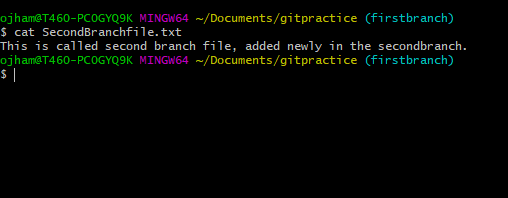 ojham@T460-PC0GYQ9K MINGW64 ~/Documents/gitpractice (firstbranch)
$ cat SecondBranchfile.txt
This is called second branch file, added newly in the secondbranch.
ojham@T460-PC0GYQ9K MINGW64 ~/Documents/gitpractice (firstbranch)
$